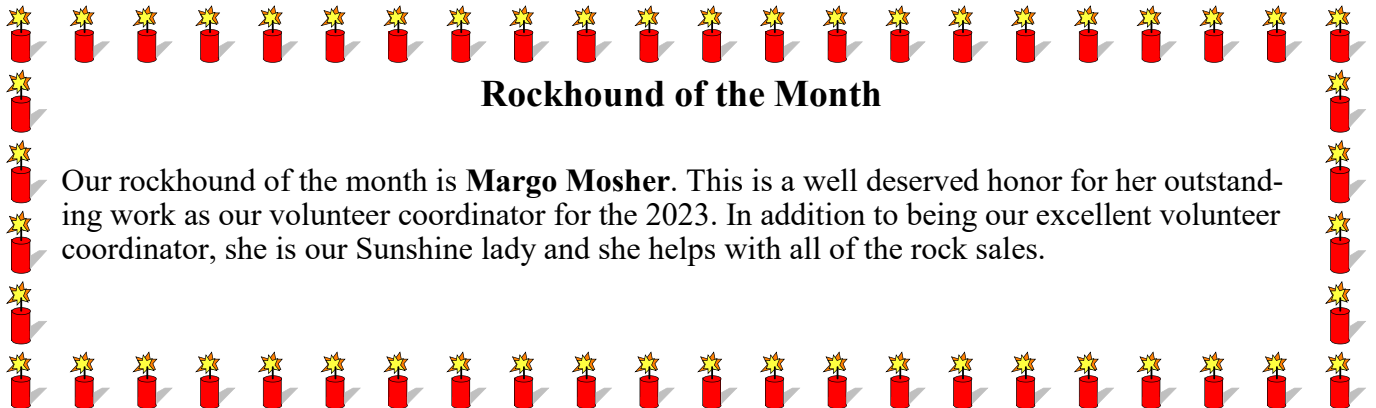 Rockhound of the Month
Our rockhound of the month is Margo Mosher. This is a well deserved honor for her outstand-
ing work as our volunteer coordinator for the 2023. In addition to being our excellent volunteer
coordinator, she is our Sunshine lady and she helps with all of the rock sales.